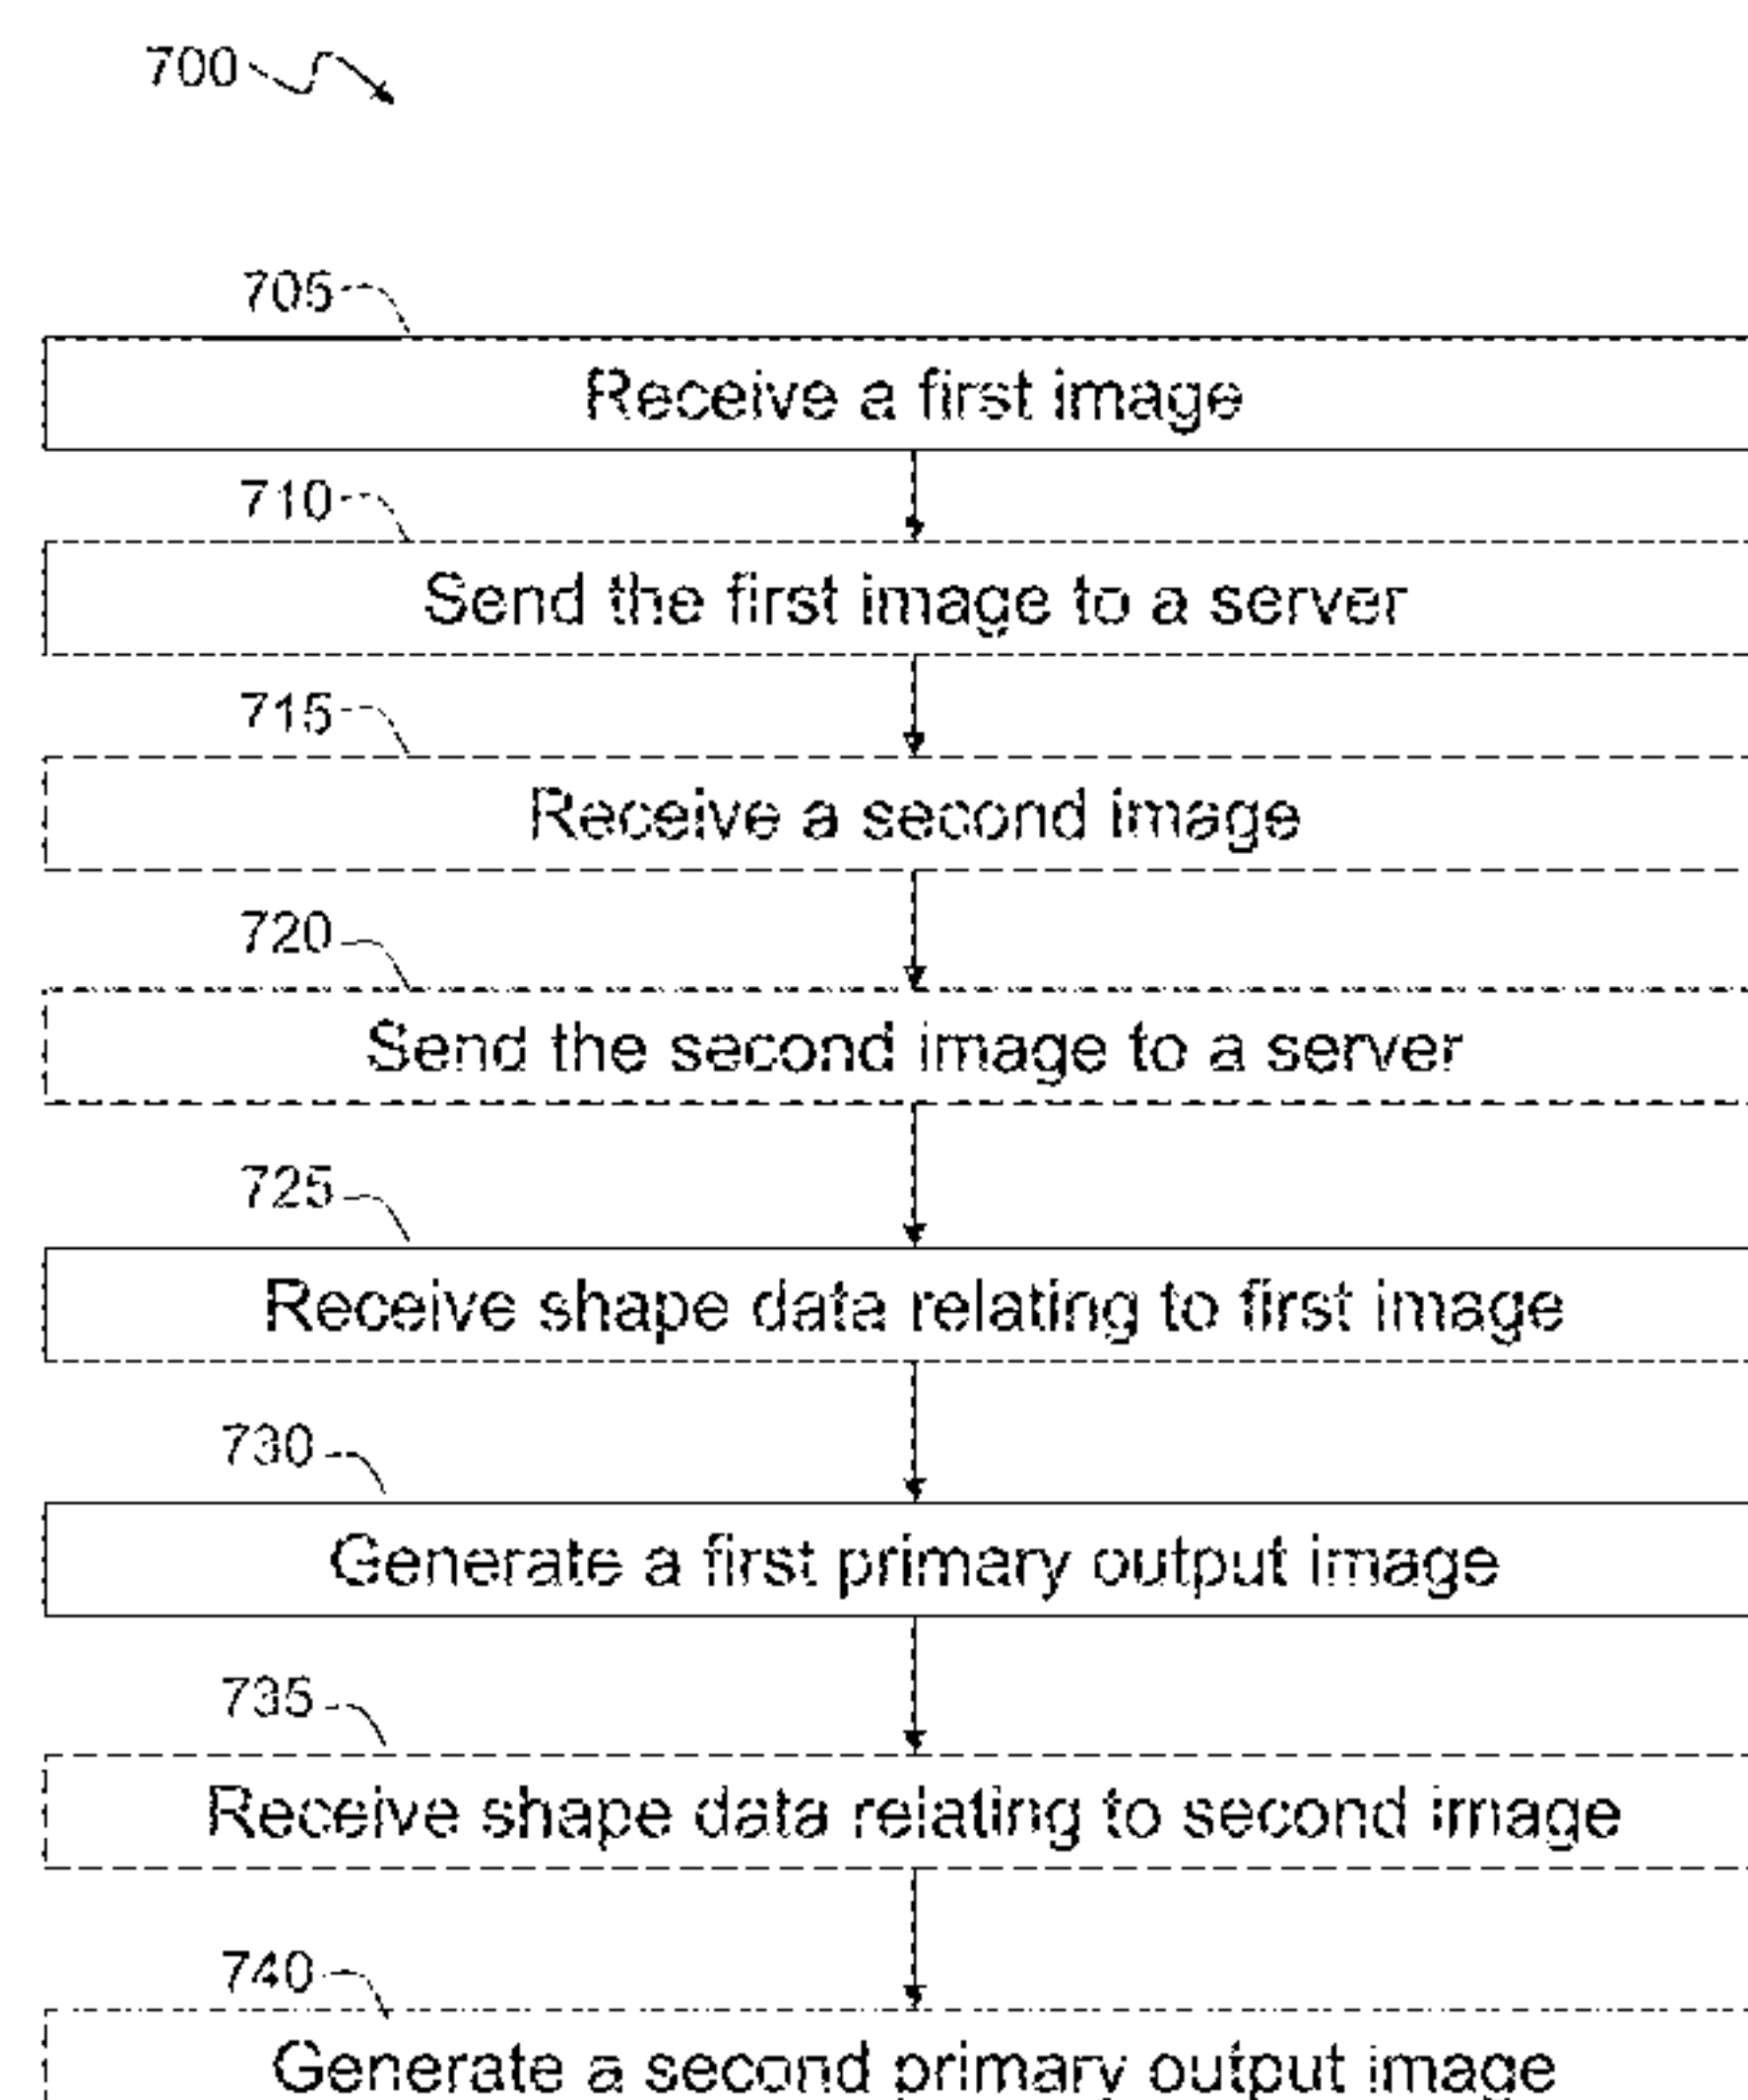 700
705
Receive a first image
710
Send the first image to a server
715
Receive a second image
720
Send the second image to a server
725
Receive shape data relating to first image
730
Generate a first primary output image
735
Receive shape data relating to second image
740
Generate a second primary output image